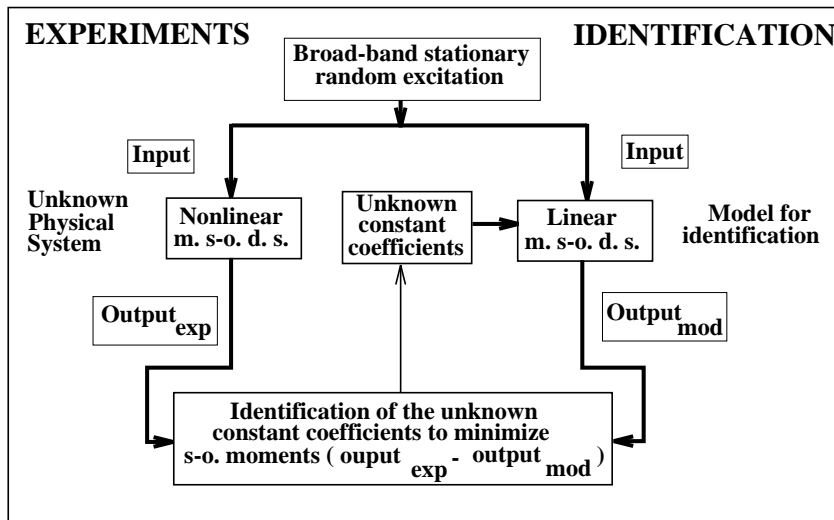 EXPERIMENTS
IDENTIFICATION
Broad-band stationary
random excitation
Input
Input
Unknown
Physical
System
Nonlinear
m. s-o. d. s.
Unknown
constant
coefficients
Linear
m. s-o. d. s.
Model for
identification
Output exp
Output mod
Identification of the unknown
constant coefficients to minimize
s-o. moments ( ouput exp - output mod )